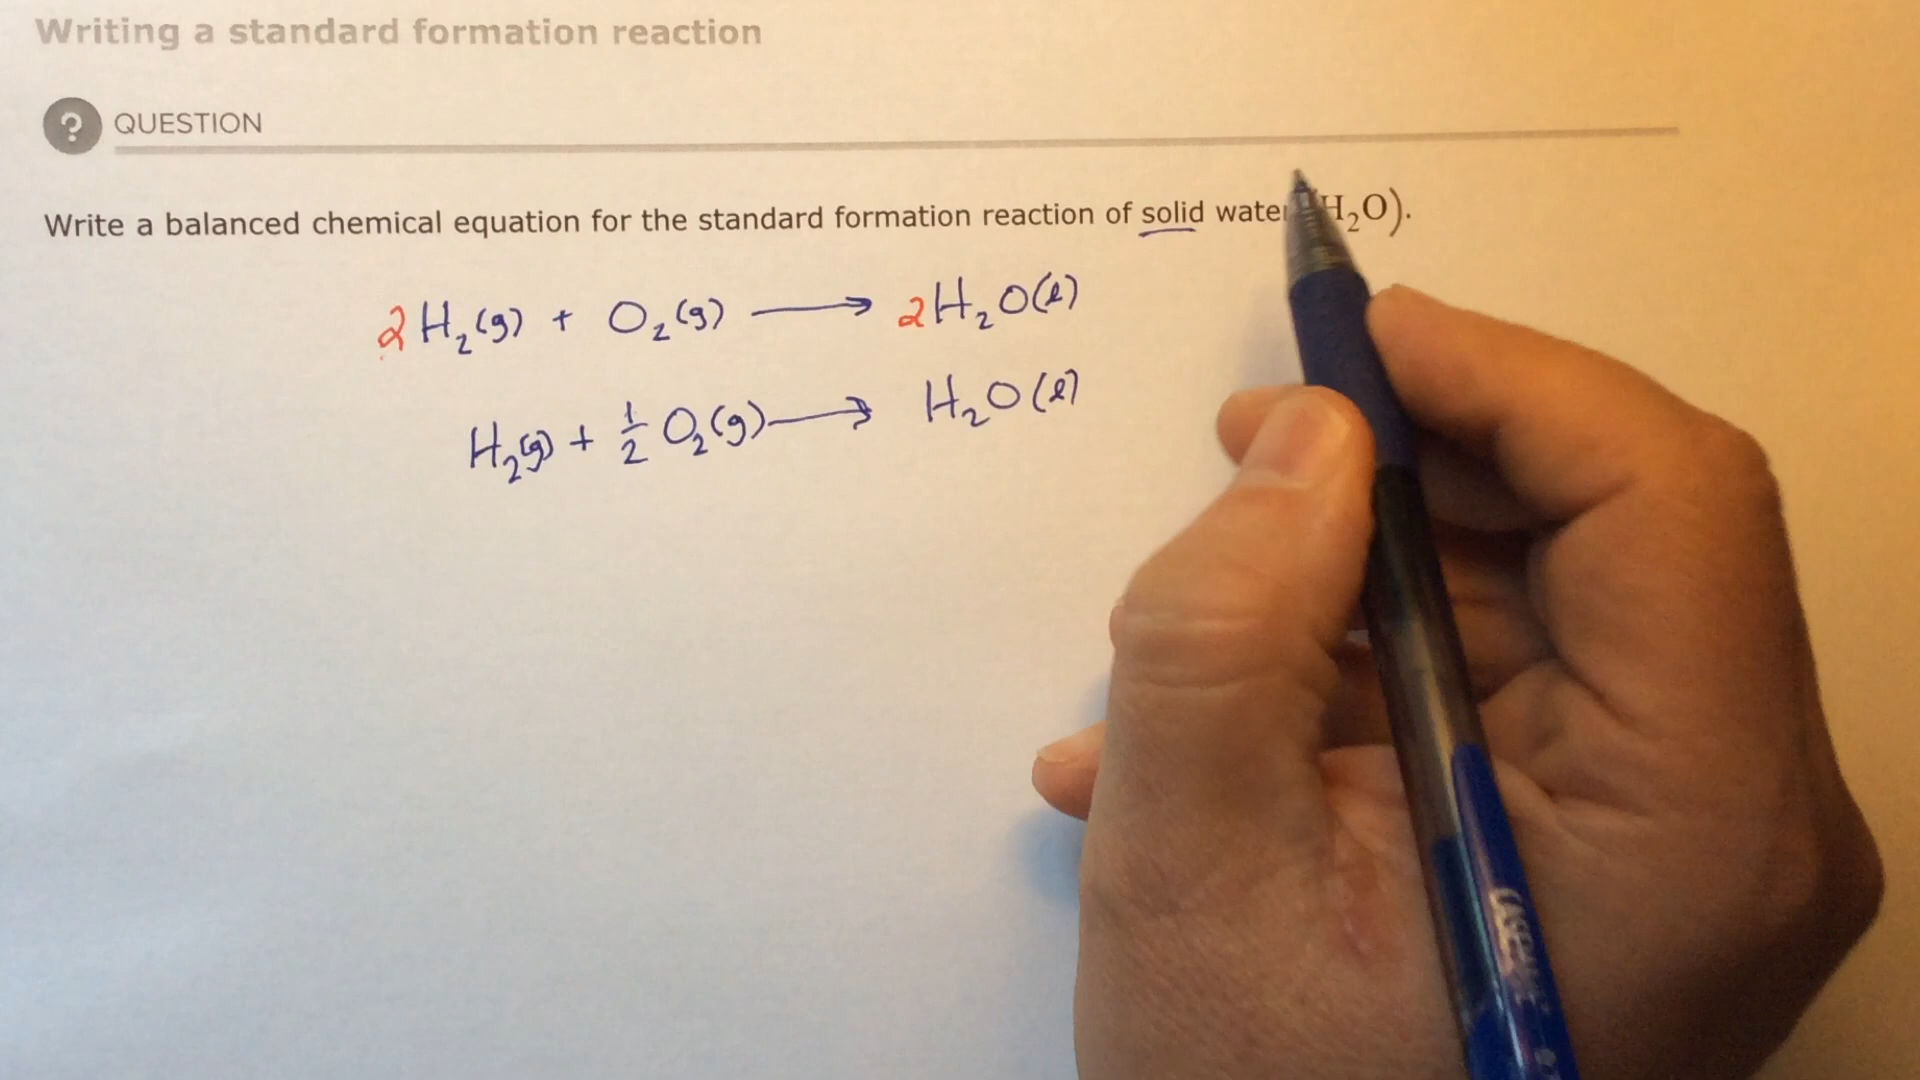 Writing a standard formation reaction
? QUESTION
Write a balanced chemical equation for the standard formation reaction of solid water (H₂O).
2H₂(g) + O₂(g) ⟶ 2H₂O(l)
H₂(g) + ½ O₂(g) ⟶ H₂O(l)